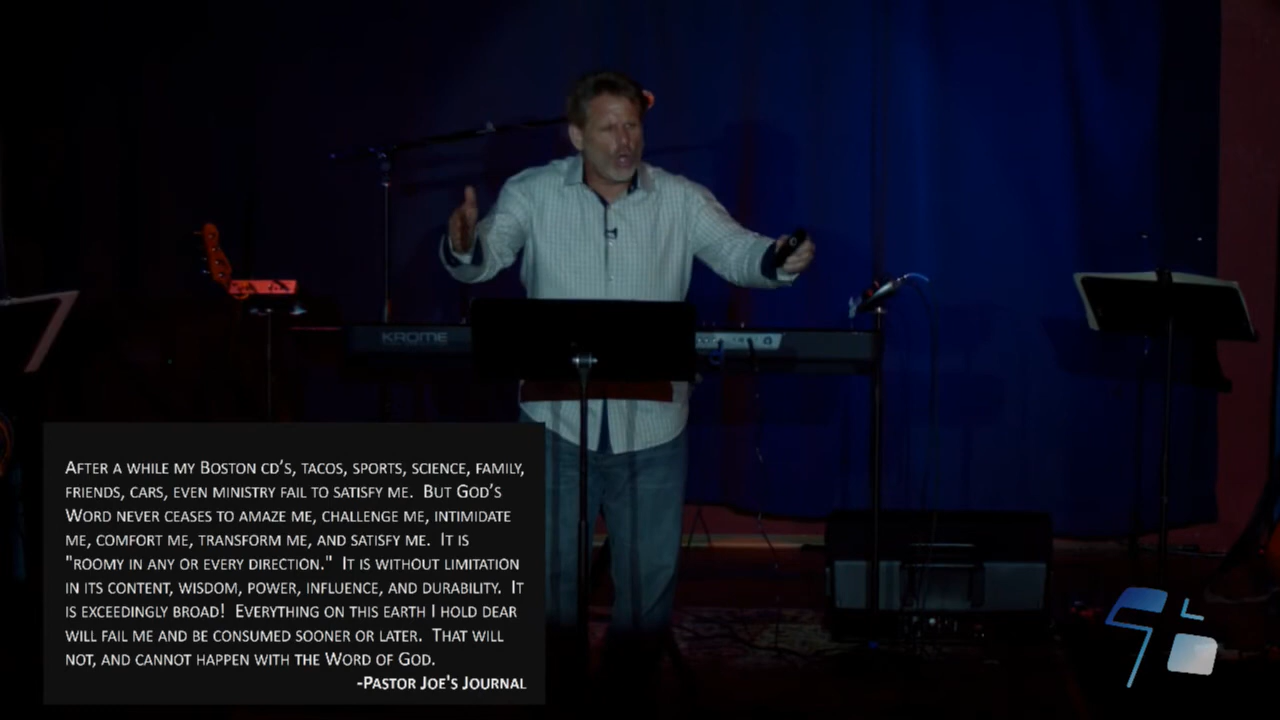 KROME
AFTER A WHILE MY BOSTON CD'S, TACOS, SPORTS, SCIENCE, FAMILY,
FRIENDS, CARS, EVEN MINISTRY FAIL TO SATISFY ME. BUT GOD'S
WORD NEVER CEASES TO AMAZE ME, CHALLENGE ME, INTIMIDATE
ME, COMFORT ME, TRANSFORM ME, AND SATISFY ME. IT IS
"ROOMY IN ANY OR EVERY DIRECTION." IT IS WITHOUT LIMITATION
IN ITS CONTENT, WISDOM, POWER, INFLUENCE, AND DURABILITY. IT
IS EXCEEDINGLY BROAD! EVERYTHING ON THIS EARTH I HOLD DEAR
WILL FAIL ME AND BE CONSUMED SOONER OR LATER. THAT WILL
NOT, AND CANNOT HAPPEN WITH THE WORD OF GOD.
-PASTOR JOE'S JOURNAL